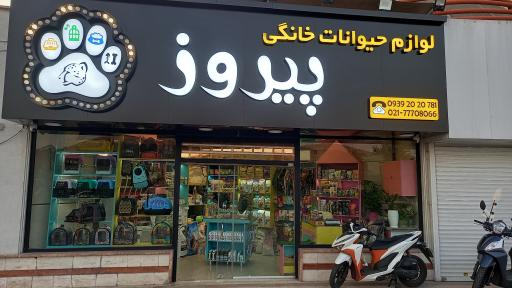 لوازم حیوانات خانگی
پیروز
0939 20 20 781
021-77708066